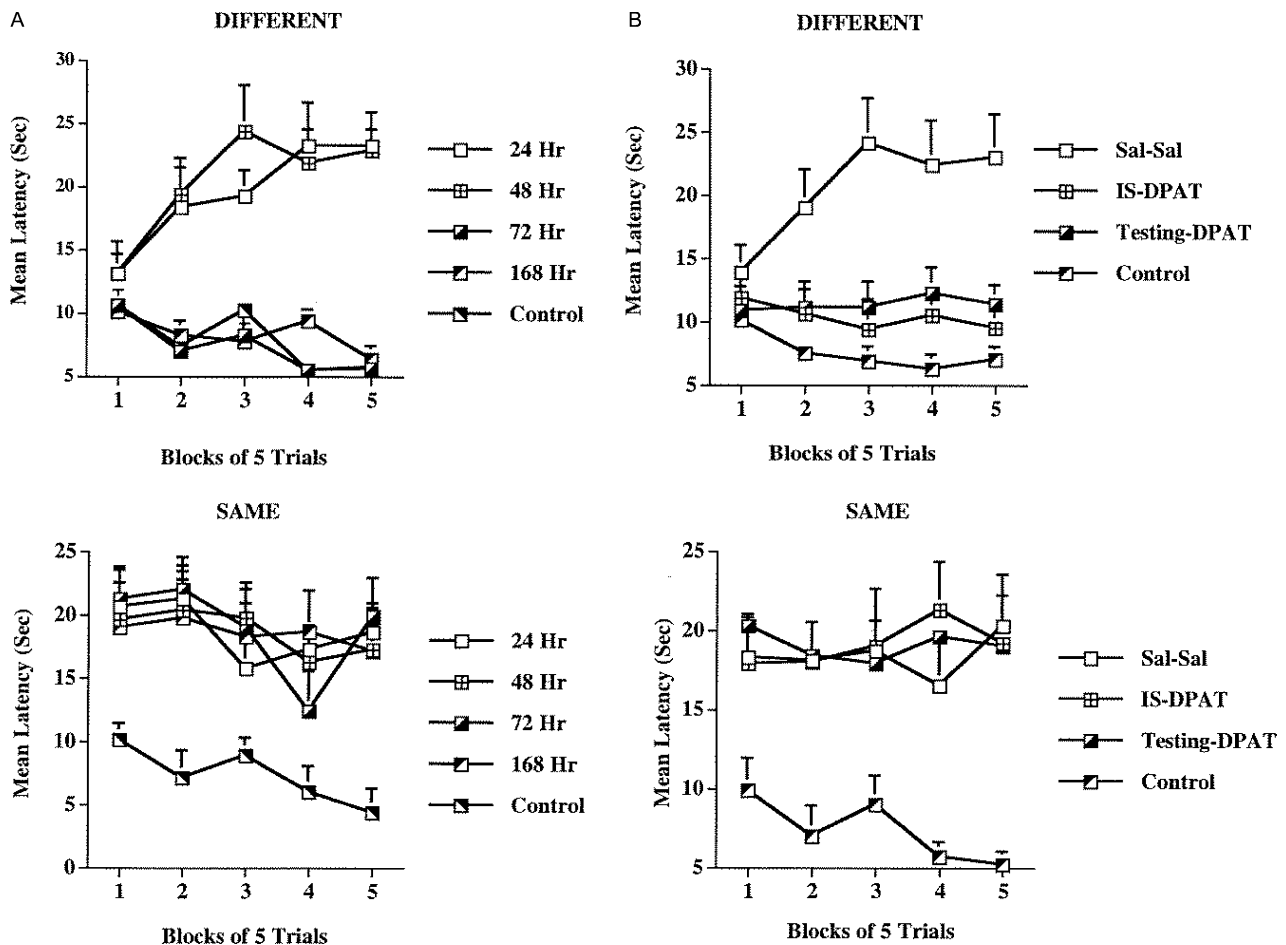 A
DIFFERENT
Mean Latency (Sec)
30
25
20
15
10
5
1 2 3 4 5
Blocks of 5 Trials
24 Hr
48 Hr
72 Hr
168 Hr
Control
B
DIFFERENT
Mean Latency (Sec)
30
25
20
15
10
5
1 2 3 4 5
Blocks of 5 Trials
Sal-Sal
IS-DPAT
Testing-DPAT
Control
SAME
Mean Latency (Sec)
25
20
15
10
5
0
1 2 3 4 5
Blocks of 5 Trials
24 Hr
48 Hr
72 Hr
168 Hr
Control
SAME
Mean Latency (Sec)
25
20
15
10
5
1 2 3 4 5
Blocks of 5 Trials
Sal-Sal
IS-DPAT
Testing-DPAT
Control